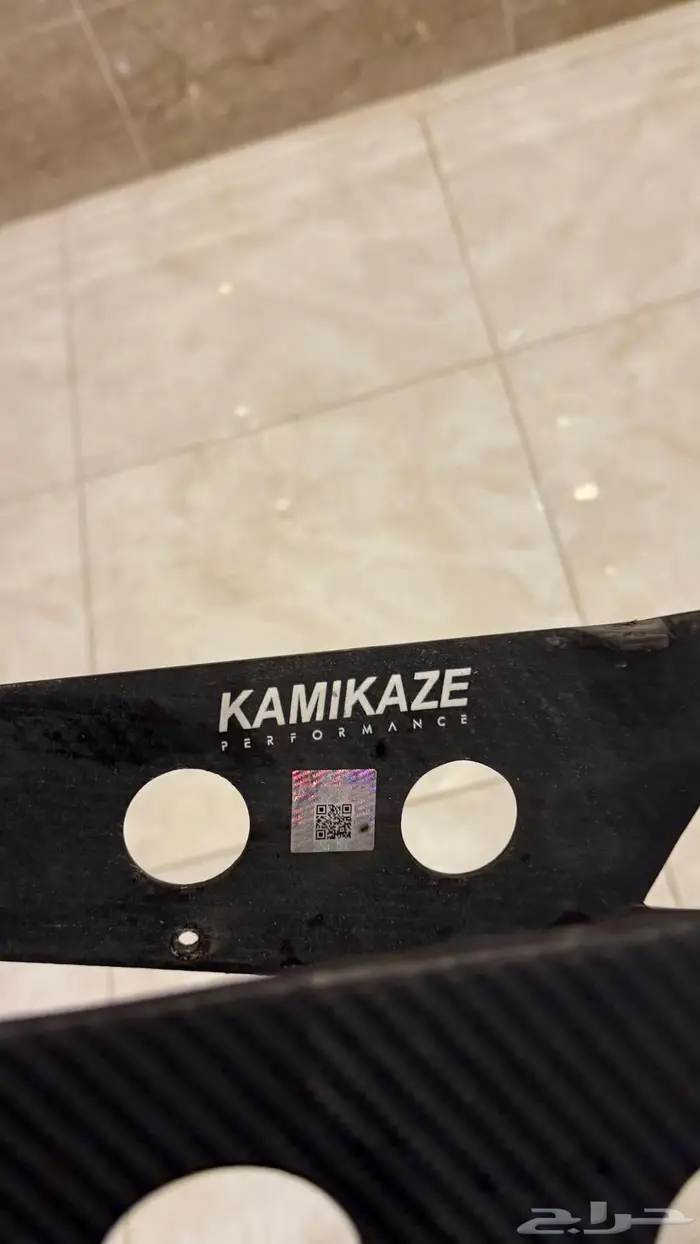 KAMIKAZE
PERFORMANCE
حراج